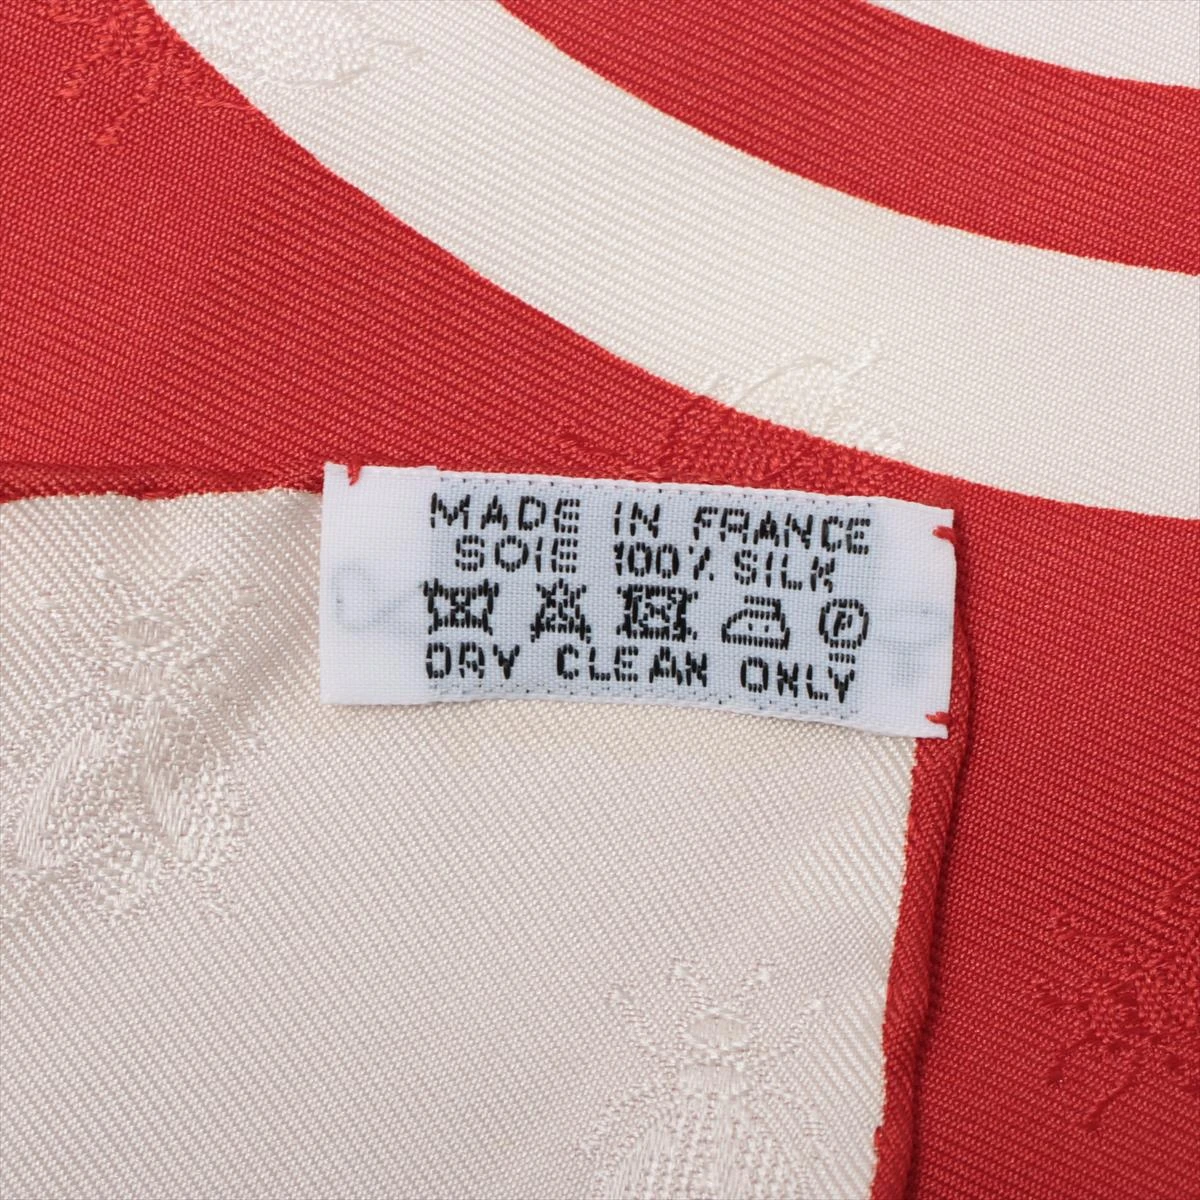 MADE IN FRANCE
SOIE 100% SILK
P
DRY CLEAN ONLY